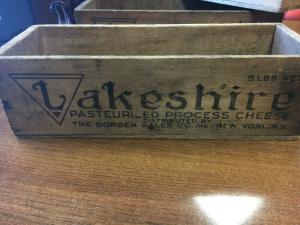 5 LBS. NET
Lakeshire
PASTEURIZED PROCESS CHEESE
DISTRIBUTED BY
THE BORDEN SALES CO. INC. NEW YORK, N.Y.